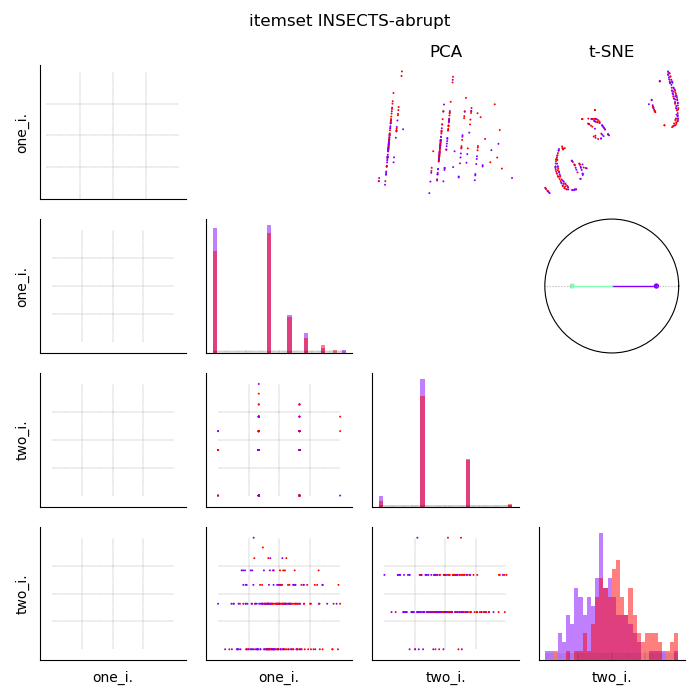 itemset INSECTS-abrupt
PCA
t-SNE
one_i.
one_i.
two_i.
two_i.
one_i.
one_i.
two_i.
two_i.